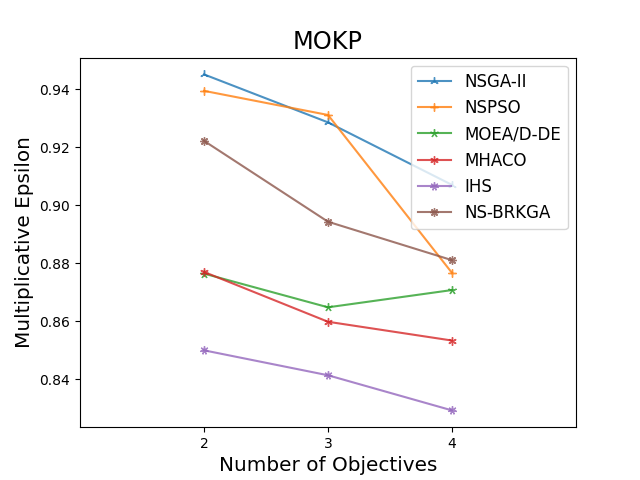 MOKP
Multiplicative Epsilon
0.94
0.92
0.90
0.88
0.86
0.84
NSGA-II
NSPSO
MOEA/D-DE
MHACO
IHS
NS-BRKGA
2 3 4
Number of Objectives